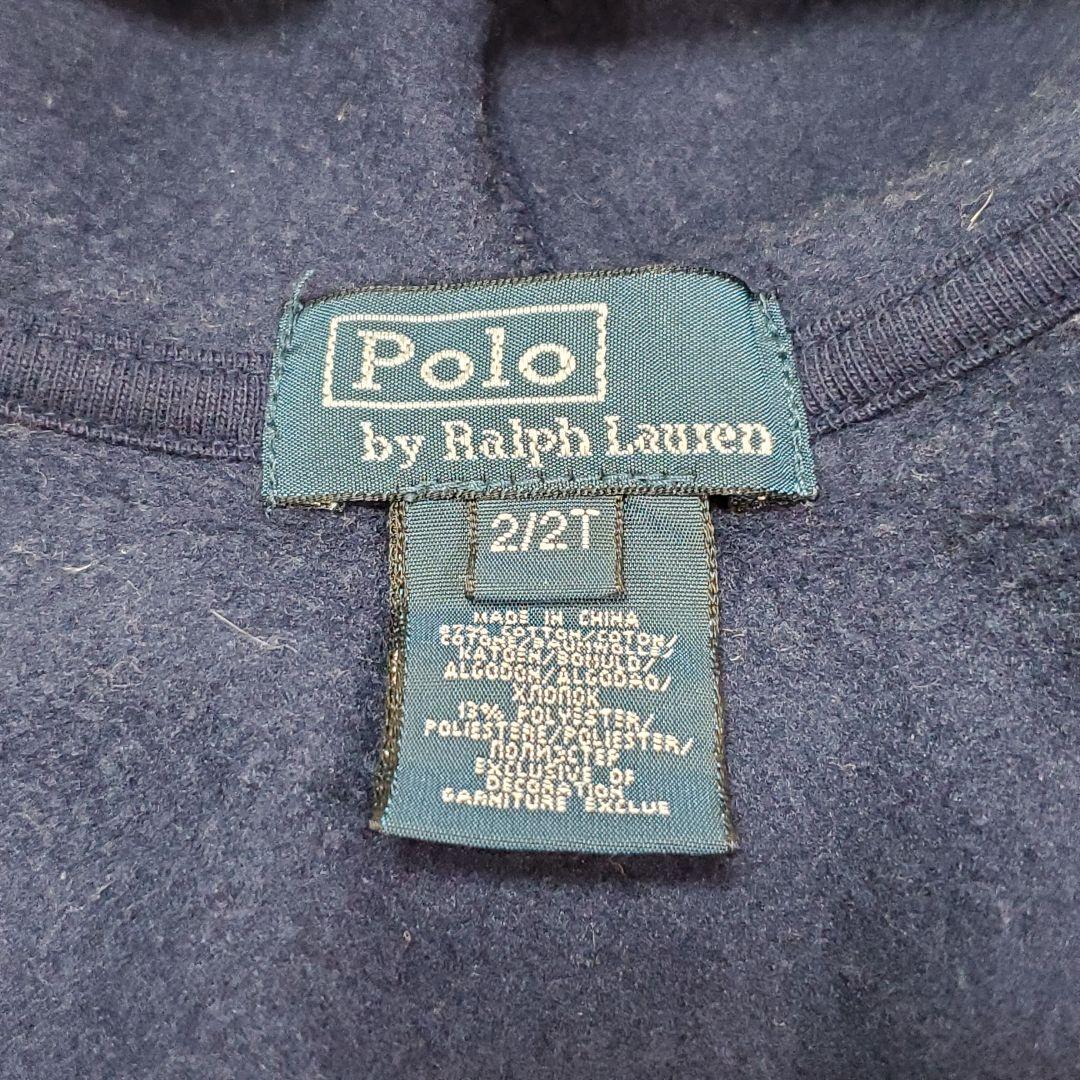 Polo
by Ralph Lauren
2/2T
MADE IN CHINA
COTTON/COTON/
ALGODON/ALGODÃO/
ХЛОПОК
13% POLYESTER/
POLIESTERE/POLIESTER/
EXCLUSIVE OF
DECORATION
GARNITURE EXCLUE